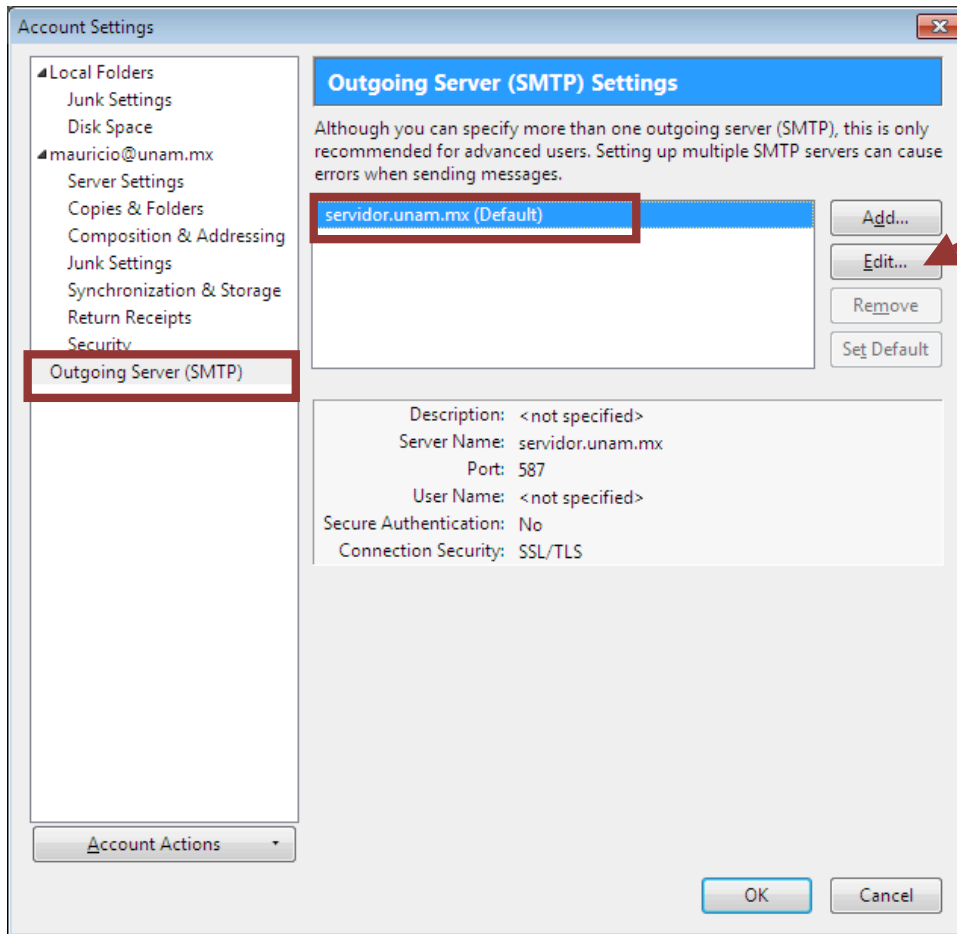 Account Settings
Local Folders
Junk Settings
Disk Space
mauricio@unam.mx
Server Settings
Copies & Folders
Composition & Addressing
Junk Settings
Synchronization & Storage
Return Receipts
Security
Outgoing Server (SMTP)
Account Actions
Outgoing Server (SMTP) Settings
Although you can specify more than one outgoing server (SMTP), this is only
recommended for advanced users. Setting up multiple SMTP servers can cause
errors when sending messages.
servidor.unam.mx (Default)
Add...
Edit...
Remove
Set Default
Description: <not specified>
Server Name: servidor.unam.mx
Port: 587
User Name: <not specified>
Secure Authentication: No
Connection Security: SSL/TLS
OK
Cancel